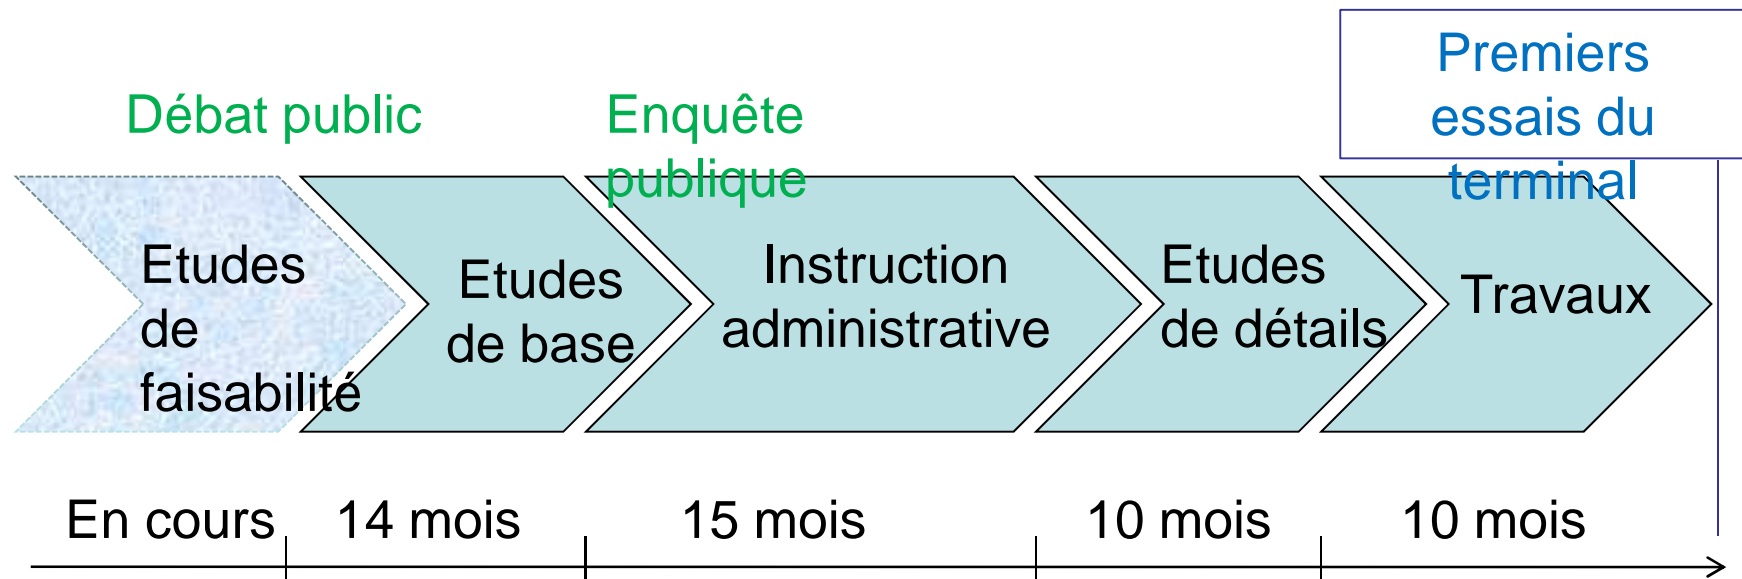 Premiers
essais du
terminal
Débat public
Enquête
publique
Etudes
de
faisabilité
Etudes
de base
Instruction
administrative
Etudes
de détails
Travaux
En cours
14 mois
15 mois
10 mois
10 mois